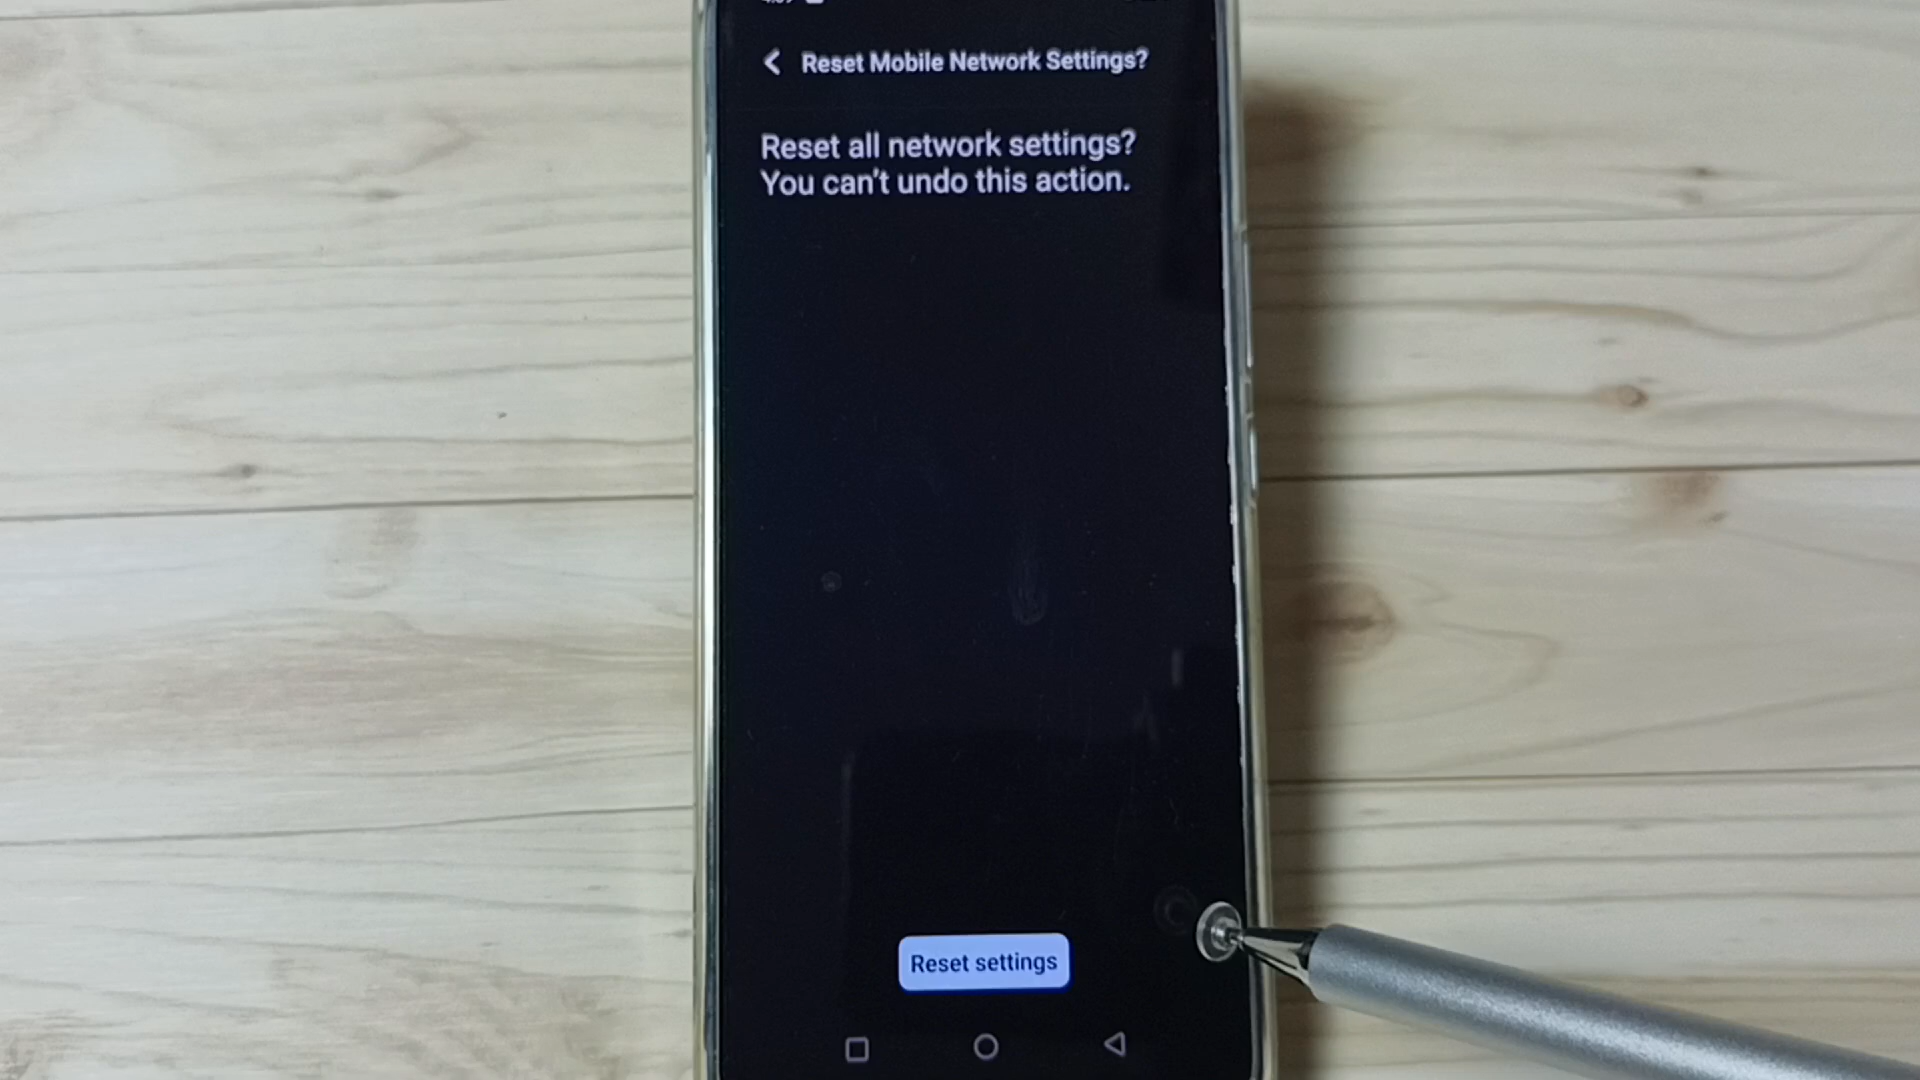 Reset Mobile Network Settings?
Reset all network settings?
You can't undo this action.
Reset settings